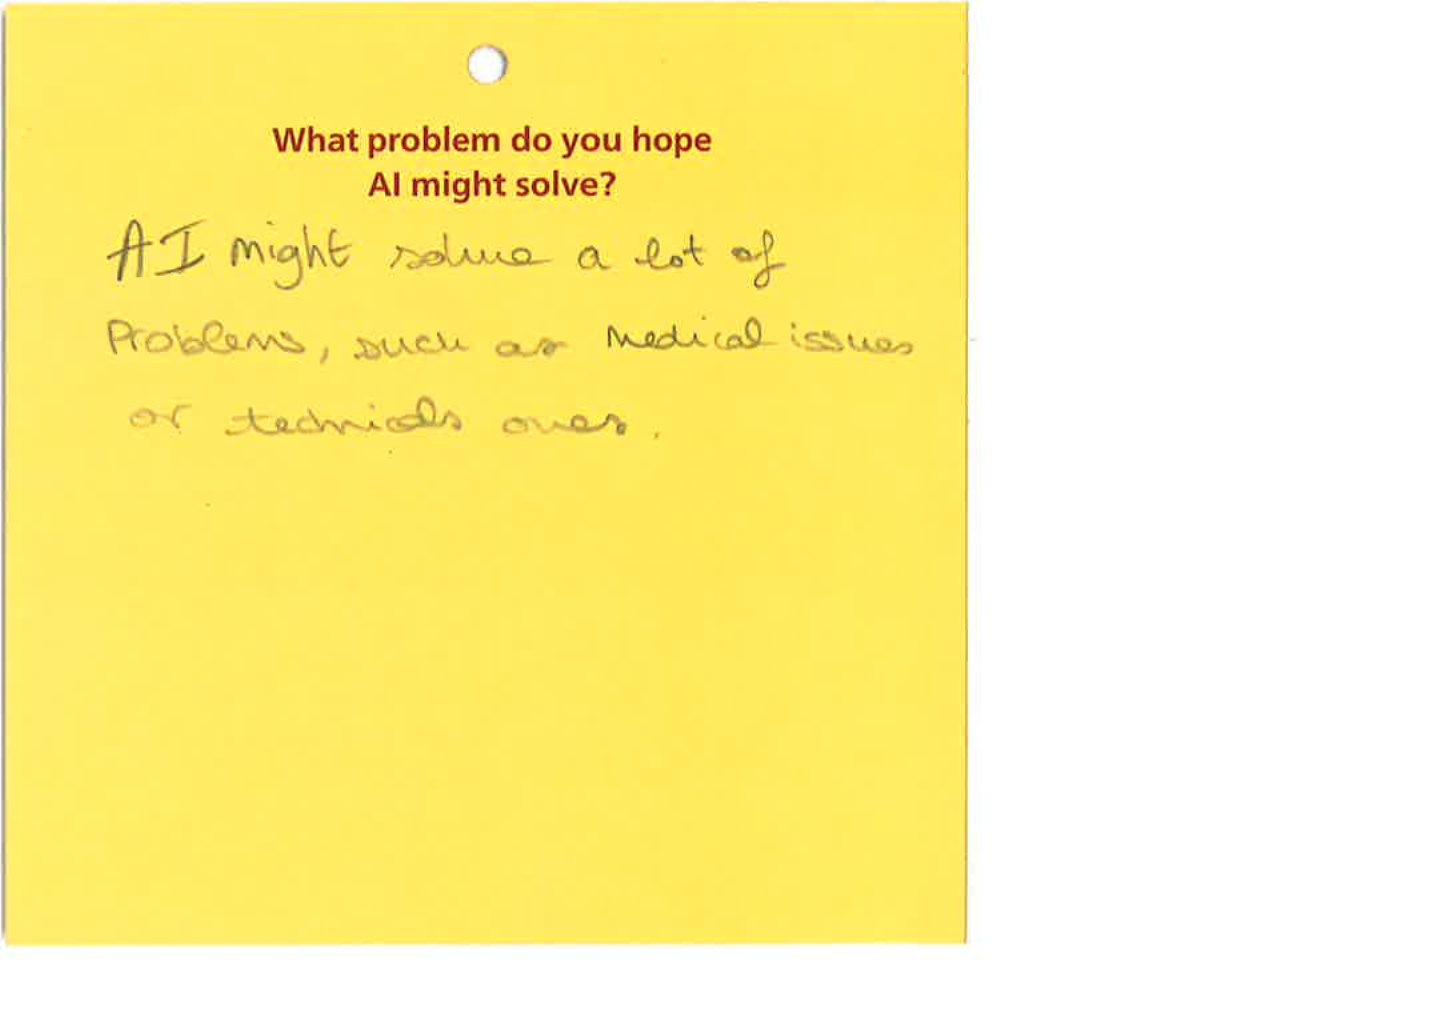 What problem do you hope
AI might solve?
AI might solve a lot of
Problems, such as Medical issues
or technicals ones.